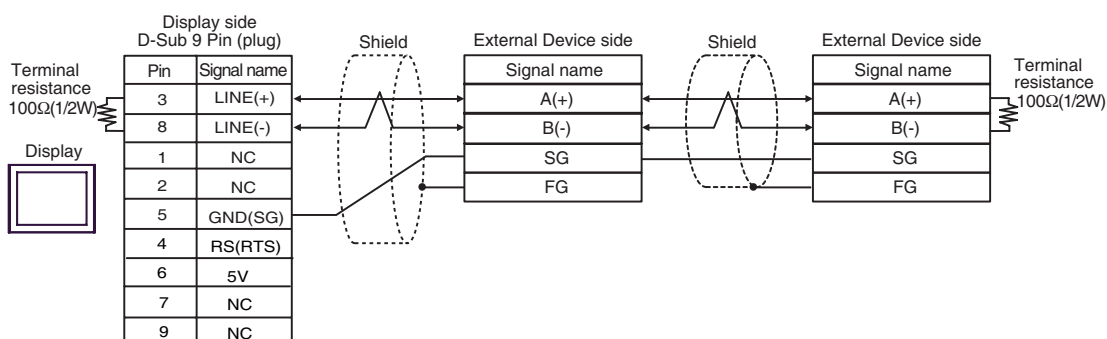 Display side
D-Sub 9 Pin (plug)
Shield
External Device side
Shield
External Device side
Terminal
resistance
100Ω(1/2W)
Pin Signal name
3 LINE(+)
8 LINE(-)
1 NC
2 NC
5 GND(SG)
4 RS(RTS)
6 5V
7 NC
9 NC
Display
Signal name
A(+)
B(-)
SG
FG
Signal name
A(+)
B(-)
SG
FG
Terminal
resistance
100Ω(1/2W)